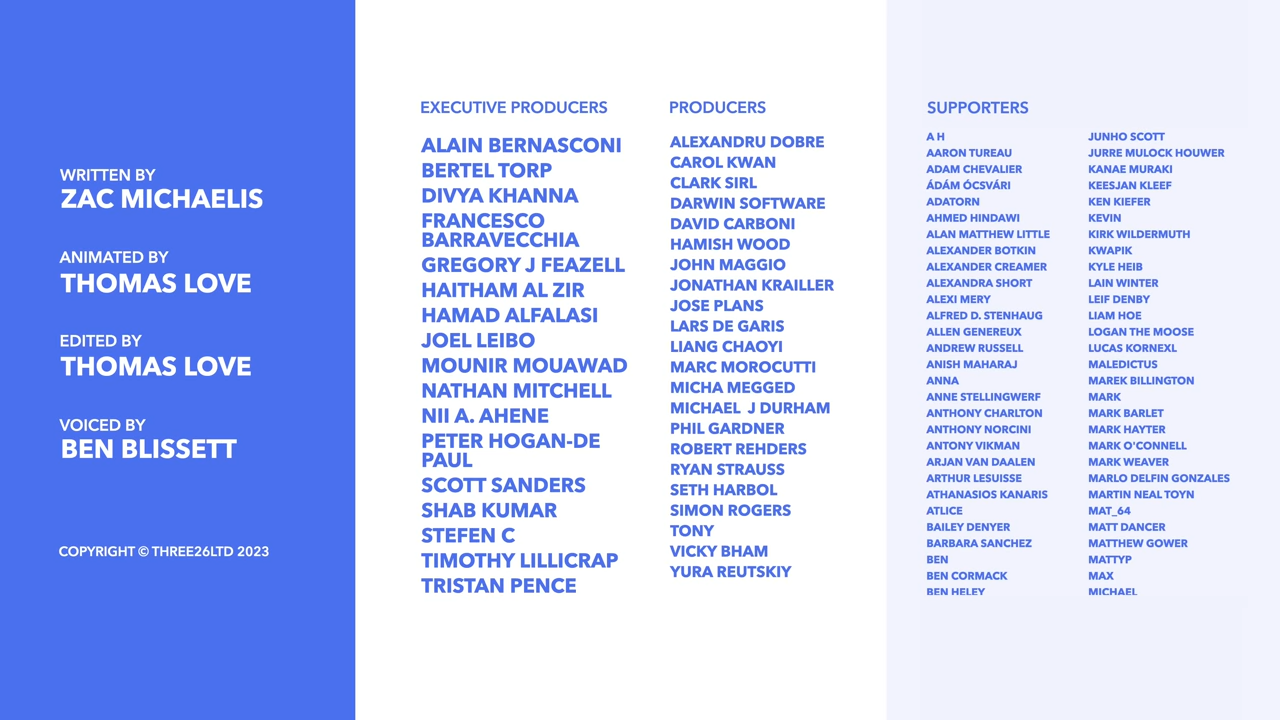 WRITTEN BY
ZAC MICHAELIS
ANIMATED BY
THOMAS LOVE
EDITED BY
THOMAS LOVE
VOICED BY
BEN BLISSETT
COPYRIGHT © THREE26LTD 2023
EXECUTIVE PRODUCERS
ALAIN BERNASCONI
BERTEL TORP
DIVYA KHANNA
FRANCESCO
BARRAVECCHIA
GREGORY J FEAZELL
HAITHAM AL ZIR
HAMAD ALFALASI
JOEL LEIBO
MOUNIR MOUAWAD
NATHAN MITCHELL
NII A. AHENE
PETER HOGAN-DE
PAUL
SCOTT SANDERS
SHAB KUMAR
STEFEN C
TIMOTHY LILLICRAP
TRISTAN PENCE
PRODUCERS
ALEXANDRU DOBRE
CAROL KWAN
CLARK SIRL
DARWIN SOFTWARE
DAVID CARBONI
HAMISH WOOD
JOHN MAGGIO
JONATHAN KRAILLER
JOSE PLANS
LARS DE GARIS
LIANG CHAOYI
MARC MOROCUTTI
MICHA MEGGED
MICHAEL  J DURHAM
PHIL GARDNER
ROBERT REHDERS
RYAN STRAUSS
SETH HARBOL
SIMON ROGERS
TONY
VICKY BHAM
YURA REUTSKIY
SUPPORTERS
A H
AARON TUREAU
ADAM CHEVALIER
ÁDÁM ÓCSVÁRI
ADATORN
AHMED HINDAWI
ALAN MATTHEW LITTLE
ALEXANDER BOTKIN
ALEXANDER CREAMER
ALEXANDRA SHORT
ALEXI MERY
ALFRED D. STENHAUG
ALLEN GENEREUX
ANDREW RUSSELL
ANISH MAHARAJ
ANNA
ANNE STELLINGWERF
ANTHONY CHARLTON
ANTHONY NORCINI
ANTONY VIKMAN
ARJAN VAN DAALEN
ARTHUR LESUISSE
ATHANASIOS KANARIS
ATLICE
BAILEY DENYER
BARBARA SANCHEZ
BEN
BEN CORMACK
BEN HELEY
JUNHO SCOTT
JURRE MULOCK HOUWER
KANAE MURAKI
KEESJAN KLEEF
KEN KIEFER
KEVIN
KIRK WILDERMUTH
KWAPIK
KYLE HEIB
LAIN WINTER
LEIF DENBY
LIAM HOE
LOGAN THE MOOSE
LUCAS KORNEXL
MALEDICTUS
MAREK BILLINGTON
MARK
MARK BARLET
MARK HAYTER
MARK O'CONNELL
MARK WEAVER
MARLO DELFIN GONZALES
MARTIN NEAL TOYN
MAT_64
MATT DANCER
MATTHEW GOWER
MATTYP
MAX
MICHAEL